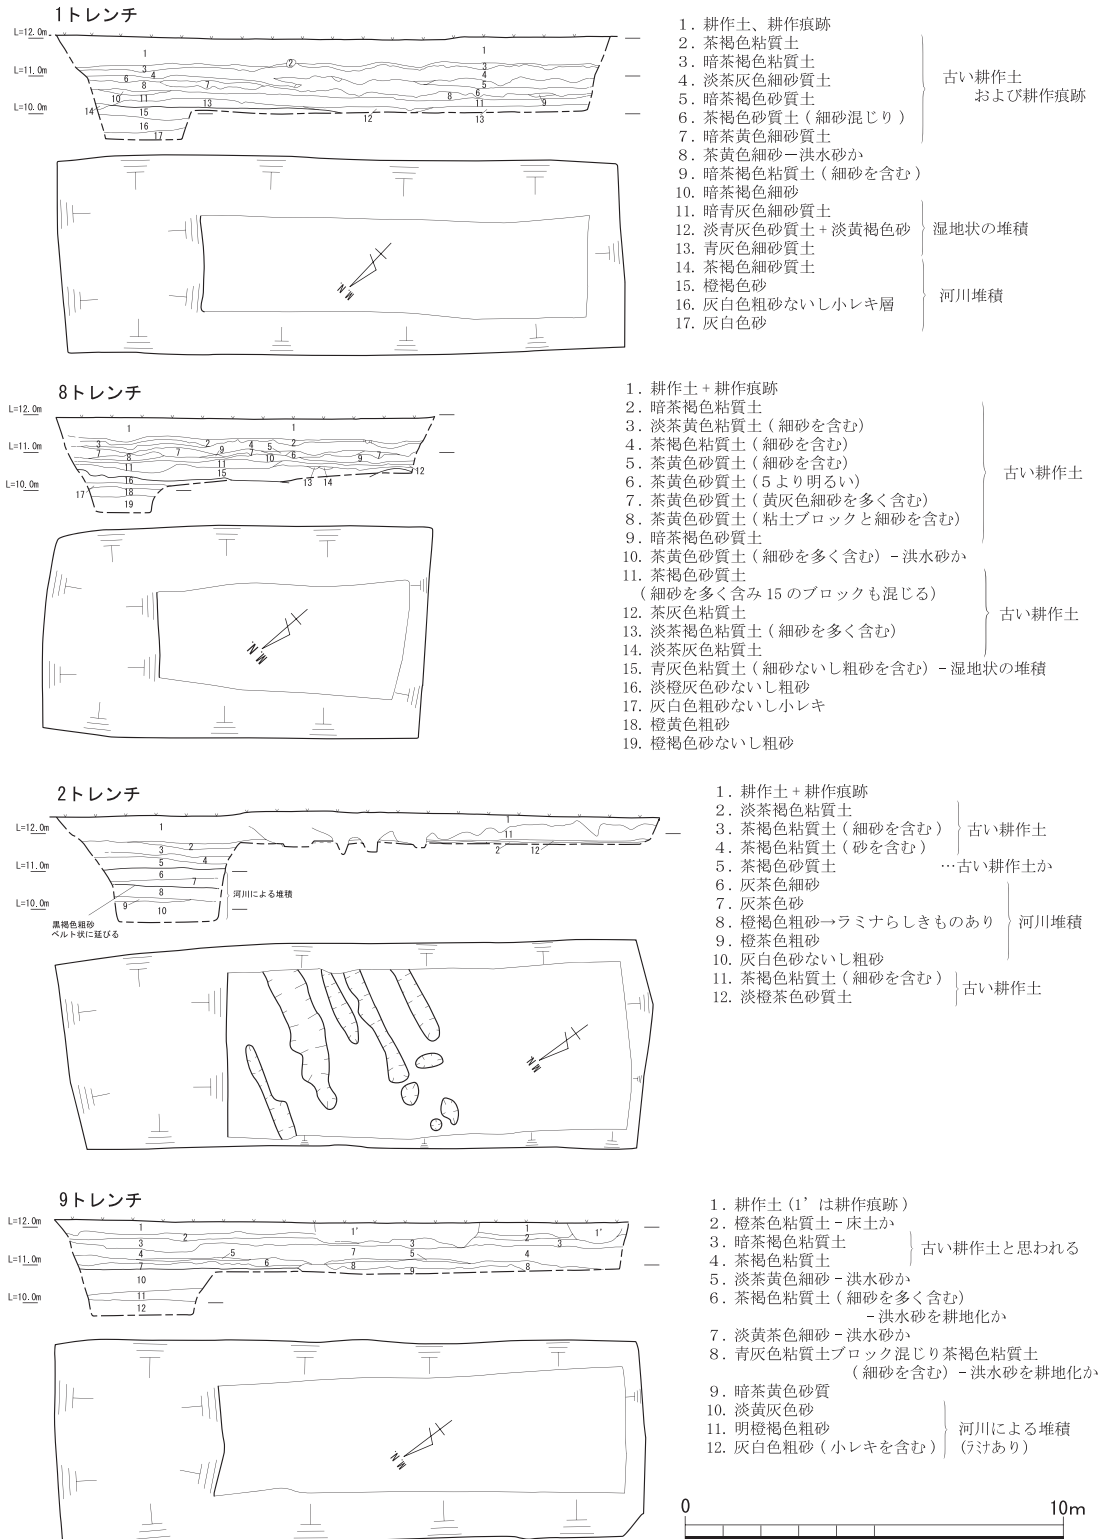 1トレンチ
L=12.0m
L=11.0m
L=10.0m
1. 耕作土、耕作痕跡
2. 茶褐色粘質土
3. 暗茶褐色粘質土
4. 淡茶灰色細砂質土
5. 暗茶褐色砂質土
6. 茶褐色砂質土(細砂混じり)
7. 暗茶黄色細砂質土
古い耕作土
および耕作痕跡
8. 茶黄色細砂ー洪水砂か
9. 暗茶褐色粘質土(細砂を含む)
10. 暗茶褐色細砂
11. 暗青灰色細砂質土
12. 淡青灰色砂質土+淡黄褐色砂
13. 青灰色細砂質土
湿地状の堆積
14. 茶褐色細砂質土
15. 橙褐色砂
16. 灰白色粗砂ないし小レキ層
17. 灰白色砂
河川堆積
8トレンチ
L=12.0m
L=11.0m
L=10.0m
1. 耕作土+耕作痕跡
2. 暗茶褐色粘質土
3. 淡茶黄色粘質土(細砂を含む)
4. 茶褐色粘質土(細砂を含む)
5. 茶黄色砂質土(細砂を含む)
6. 茶黄色砂質土(5より明るい)
7. 茶黄色砂質土(黄灰色細砂を多く含む)
8. 茶黄色砂質土(粘土ブロックと細砂を含む)
9. 暗茶褐色砂質土
古い耕作土
10. 茶黄色砂質土(細砂を多く含む)-洪水砂か
11. 茶褐色砂質土
(細砂を多く含み15のブロックも混じる)
12. 茶灰色粘質土
13. 淡茶褐色粘質土(細砂を多く含む)
14. 淡茶灰色粘質土
古い耕作土
15. 青灰色粘質土(細砂ないし粗砂を含む)-湿地状の堆積
16. 淡橙灰色砂ないし粗砂
17. 灰白色粗砂ないし小レキ
18. 橙黄色粗砂
19. 橙褐色砂ないし粗砂
2トレンチ
L=12.0m
L=11.0m
L=10.0m
河川による堆積
黒褐色粗砂
ベルト状に延びる
1. 耕作土+耕作痕跡
2. 淡茶褐色粘質土
3. 茶褐色粘質土(細砂を含む)
4. 茶褐色粘質土(砂を含む)
古い耕作土
5. 茶褐色砂質土 …古い耕作土か
6. 灰茶色細砂
7. 灰茶色砂
8. 橙褐色粗砂→ラミナらしきものあり
9. 橙茶色粗砂
10. 灰白色砂ないし粗砂
河川堆積
11. 茶褐色粘質土(細砂を含む)
12. 淡橙茶色砂質土
古い耕作土
9トレンチ
L=12.0m
L=11.0m
L=10.0m
1. 耕作土(1’は耕作痕跡)
2. 橙茶色粘質土-床土か
3. 暗茶褐色粘質土
4. 茶褐色粘質土
古い耕作土と思われる
5. 淡茶黄色細砂-洪水砂か
6. 茶褐色粘質土(細砂を多く含む)
-洪水砂を耕地化か
7. 淡黄茶色細砂-洪水砂か
8. 青灰色粘質土ブロック混じり茶褐色粘質土
(細砂を含む)-洪水砂を耕地化か
9. 暗茶黄色砂質
10. 淡黄灰色砂
11. 明橙褐色粗砂
12. 灰白色粗砂(小レキを含む)
河川による堆積
(ラミナあり)
0 10m